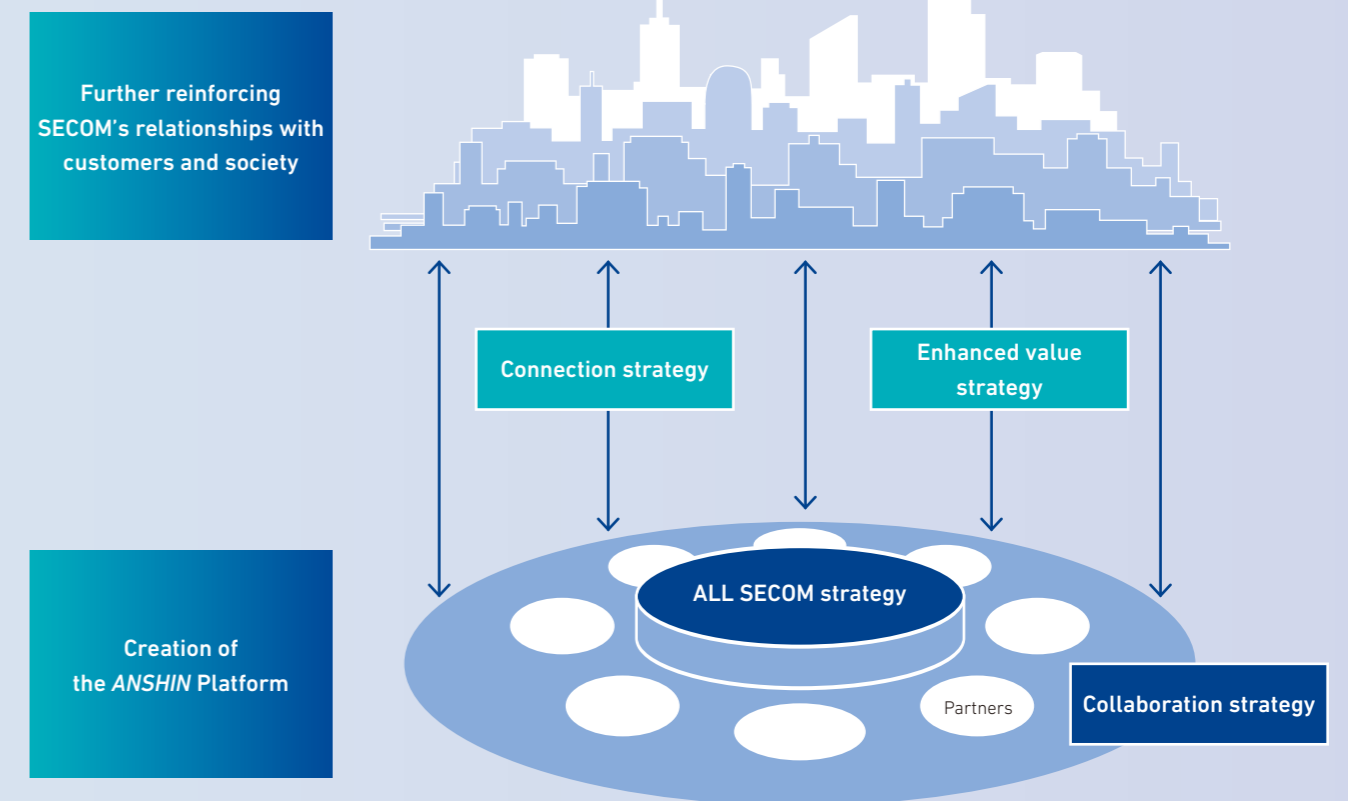 Further reinforcing
SECOM's relationships with
customers and society
Connection strategy
Enhanced value
strategy
ALL SECOM strategy
Creation of
the ANSHIN Platform
Partners
Collaboration strategy